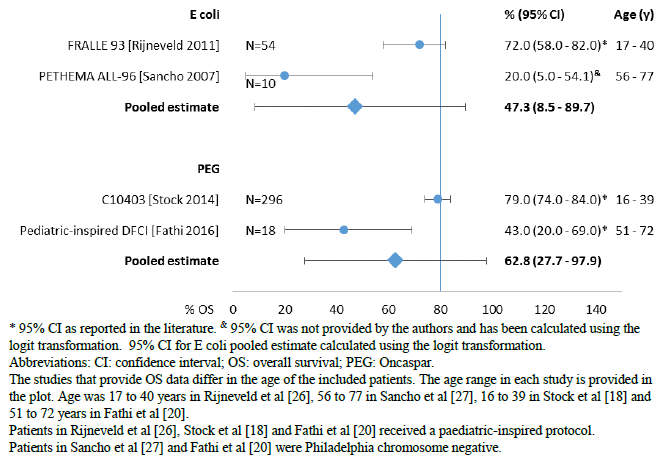 E coli % (95% CI) Age (y)
FRALLE 93 [Rijneveld 2011] N=54 72.0 (58.0 - 82.0)* 17 - 40
PETHEMA ALL-96 [Sancho 2007] N=10 20.0 (5.0 - 54.1)& 56 - 77
Pooled estimate 47.3 (8.5 - 89.7)
PEG
C10403 [Stock 2014] N=296 79.0 (74.0 - 84.0)* 16 - 39
Pediatric-inspired DFCI [Fathi 2016] N=18 43.0 (20.0 - 69.0)* 51 - 72
Pooled estimate 62.8 (27.7 - 97.9)
% OS 0 20 40 60 80 100 120 140
* 95% CI as reported in the literature. & 95% CI was not provided by the authors and has been calculated using the
logit transformation. 95% CI for E coli pooled estimate calculated using the logit transformation.
Abbreviations: CI: confidence interval; OS: overall survival; PEG: Oncaspar.
The studies that provide OS data differ in the age of the included patients. The age range in each study is provided in
the plot. Age was 17 to 40 years in Rijneveld et al [26], 56 to 77 in Sancho et al [27], 16 to 39 in Stock et al [18] and
51 to 72 years in Fathi et al [20].
Patients in Rijneveld et al [26], Stock et al [18] and Fathi et al [20] received a paediatric-inspired protocol.
Patients in Sancho et al [27] and Fathi et al [20] were Philadelphia chromosome negative.